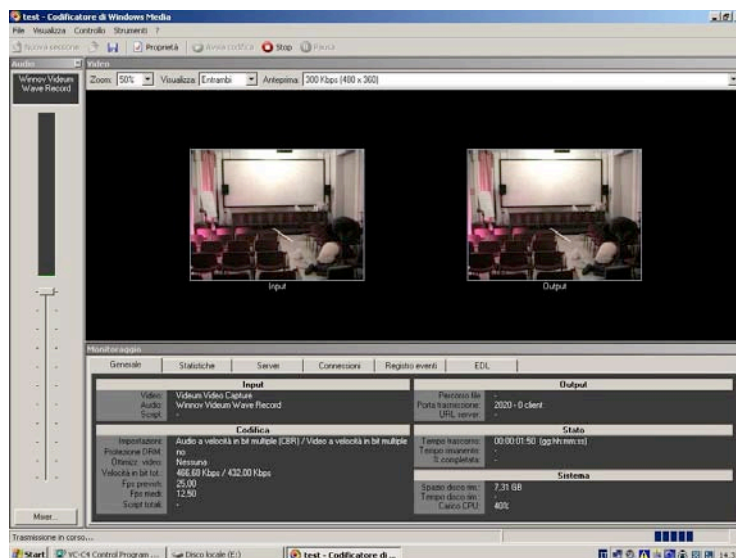 test - Codificatore di Windows Media
File Visualizza Controllo Strumenti ?
Nuova sessione Proprietà Avvia codifica Stop Pausa
Audio
Video
Winnov Videum Wave Record
Zoom: 50% Visualizza: Entrambi Anteprima: 300 Kbps (480 x 360)
Input
Output
Monitoraggio
Generale Statistiche Server Connessioni Registro eventi EDL
Input
Video: Videum Video Capture
Audio: Winnov Videum Wave Record
Script: -
Codifica
Impostazioni: Audio a velocità in bit multiple (CBR) / Video a velocità in bit multiple
Protezione DRM: no
Ottimizz. video: Nessuna
Velocità in bit tot.: 466,60 Kbps / 432,00 Kbps
Fps previsti: 25,00
Fps medi: 12,50
Script totali: -
Output
Percorso file: -
Porta trasmissione: 2020 - 0 client
URL server: -
Stato
Tempo trascorso: 00:00:01:50 (gg:hh:mm:ss)
Tempo rimanente: -
% completata: -
Sistema
Spazio disco rim.: 7,31 GB
Tempo disco rim.: -
Carico CPU: 40%
Mixer...
Trasmissione in corso...
Start VC-C4 Control Program ... Disco locale (E:) test - Codificatore di ...